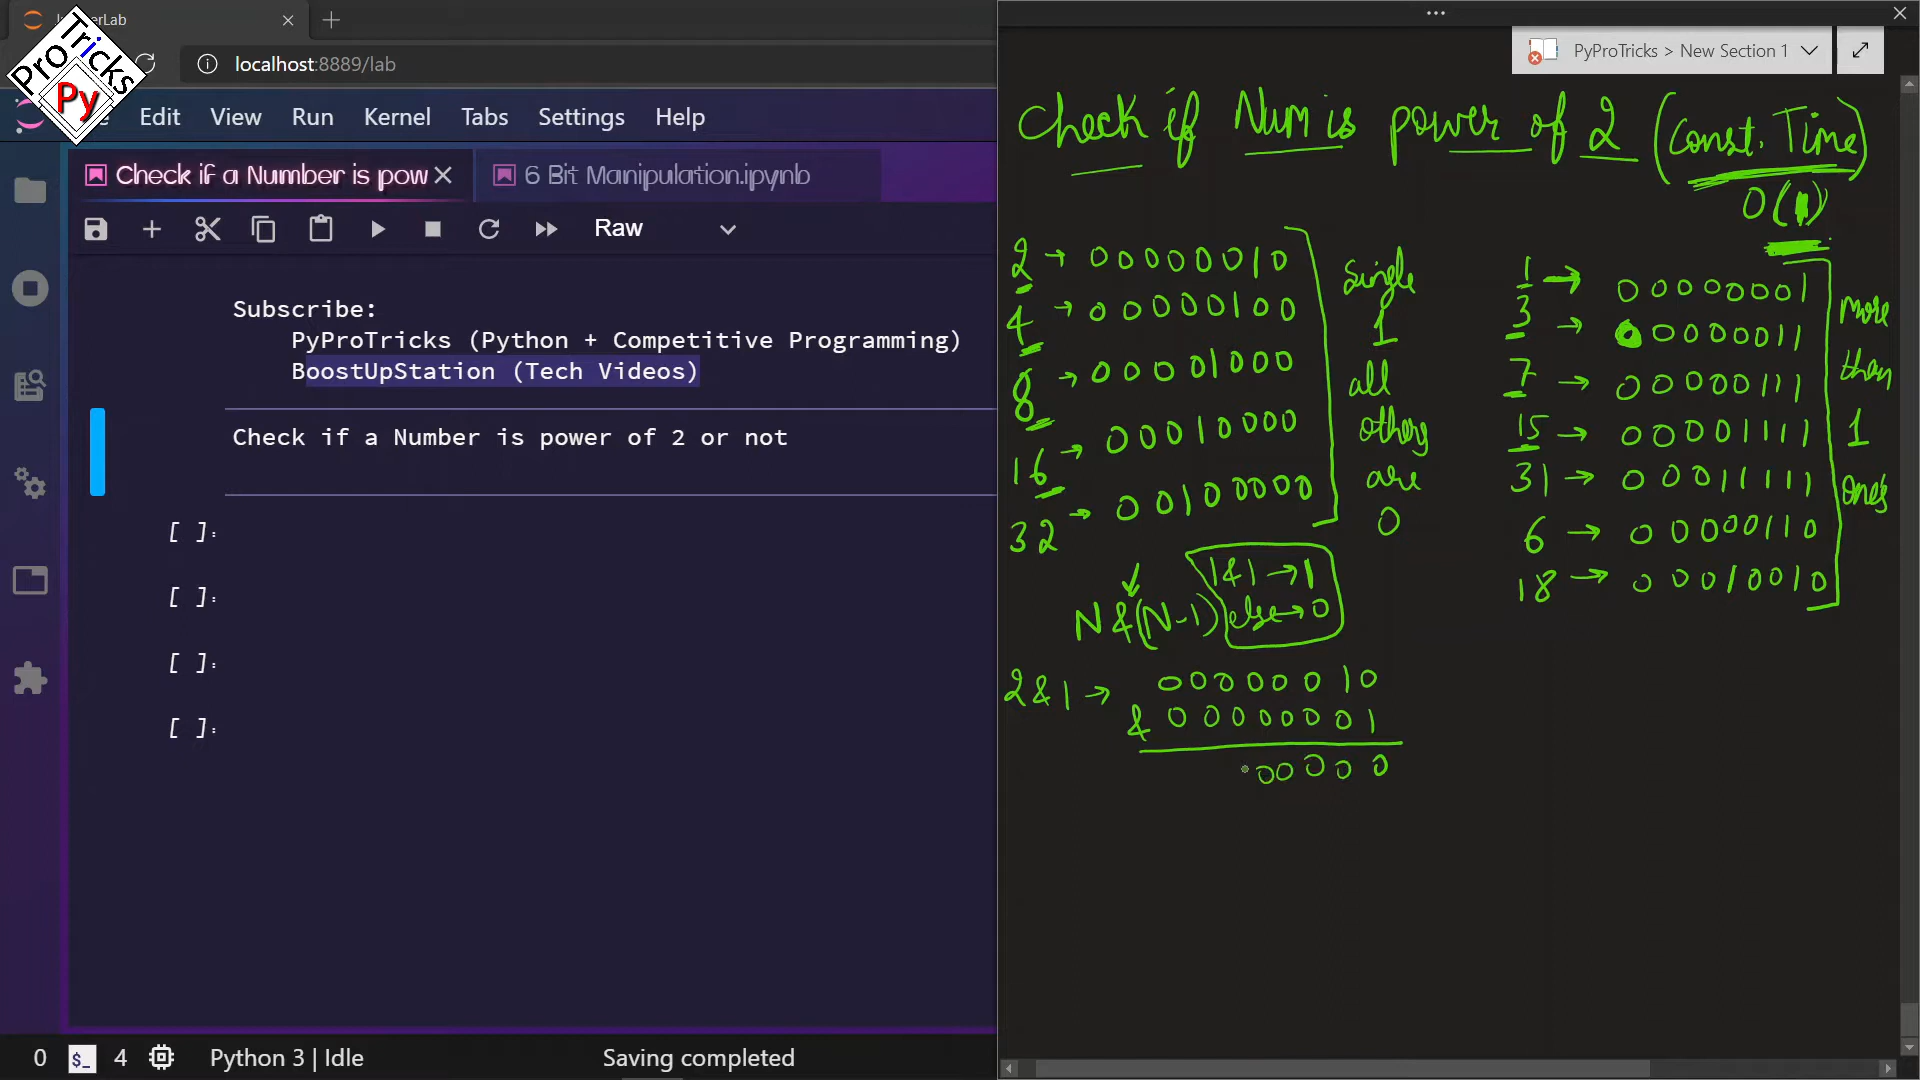 localhost:8889/lab
Edit View Run Kernel Tabs Settings Help
Check if a Number is pow
6 Bit Manipulation.ipynb
Raw
Subscribe:
PyProTricks (Python + Competitive Programming)
BoostUpStation (Tech Videos)
Check if a Number is power of 2 or not
[ ]:
[ ]:
[ ]:
[ ]:
0 $_ 4 Python 3 | Idle Saving completed
Pro Tricks
Py
PyProTricks > New Section 1
Check if Num is power of 2 (Const. Time)
O(1)
2 → 00000010
4 → 00000100
8 → 00001000
16 → 00010000
32 → 00100000
Single
1
all
others
are
0
1 → 00000001
3 → 00000011
7 → 00000111
15 → 00001111
31 → 00011111
6 → 00000110
18 → 00010010
more
than
1
one's
N & (N-1)
1&1 → 1
else → 0
2 & 1 → 00000010
& 00000001
00000